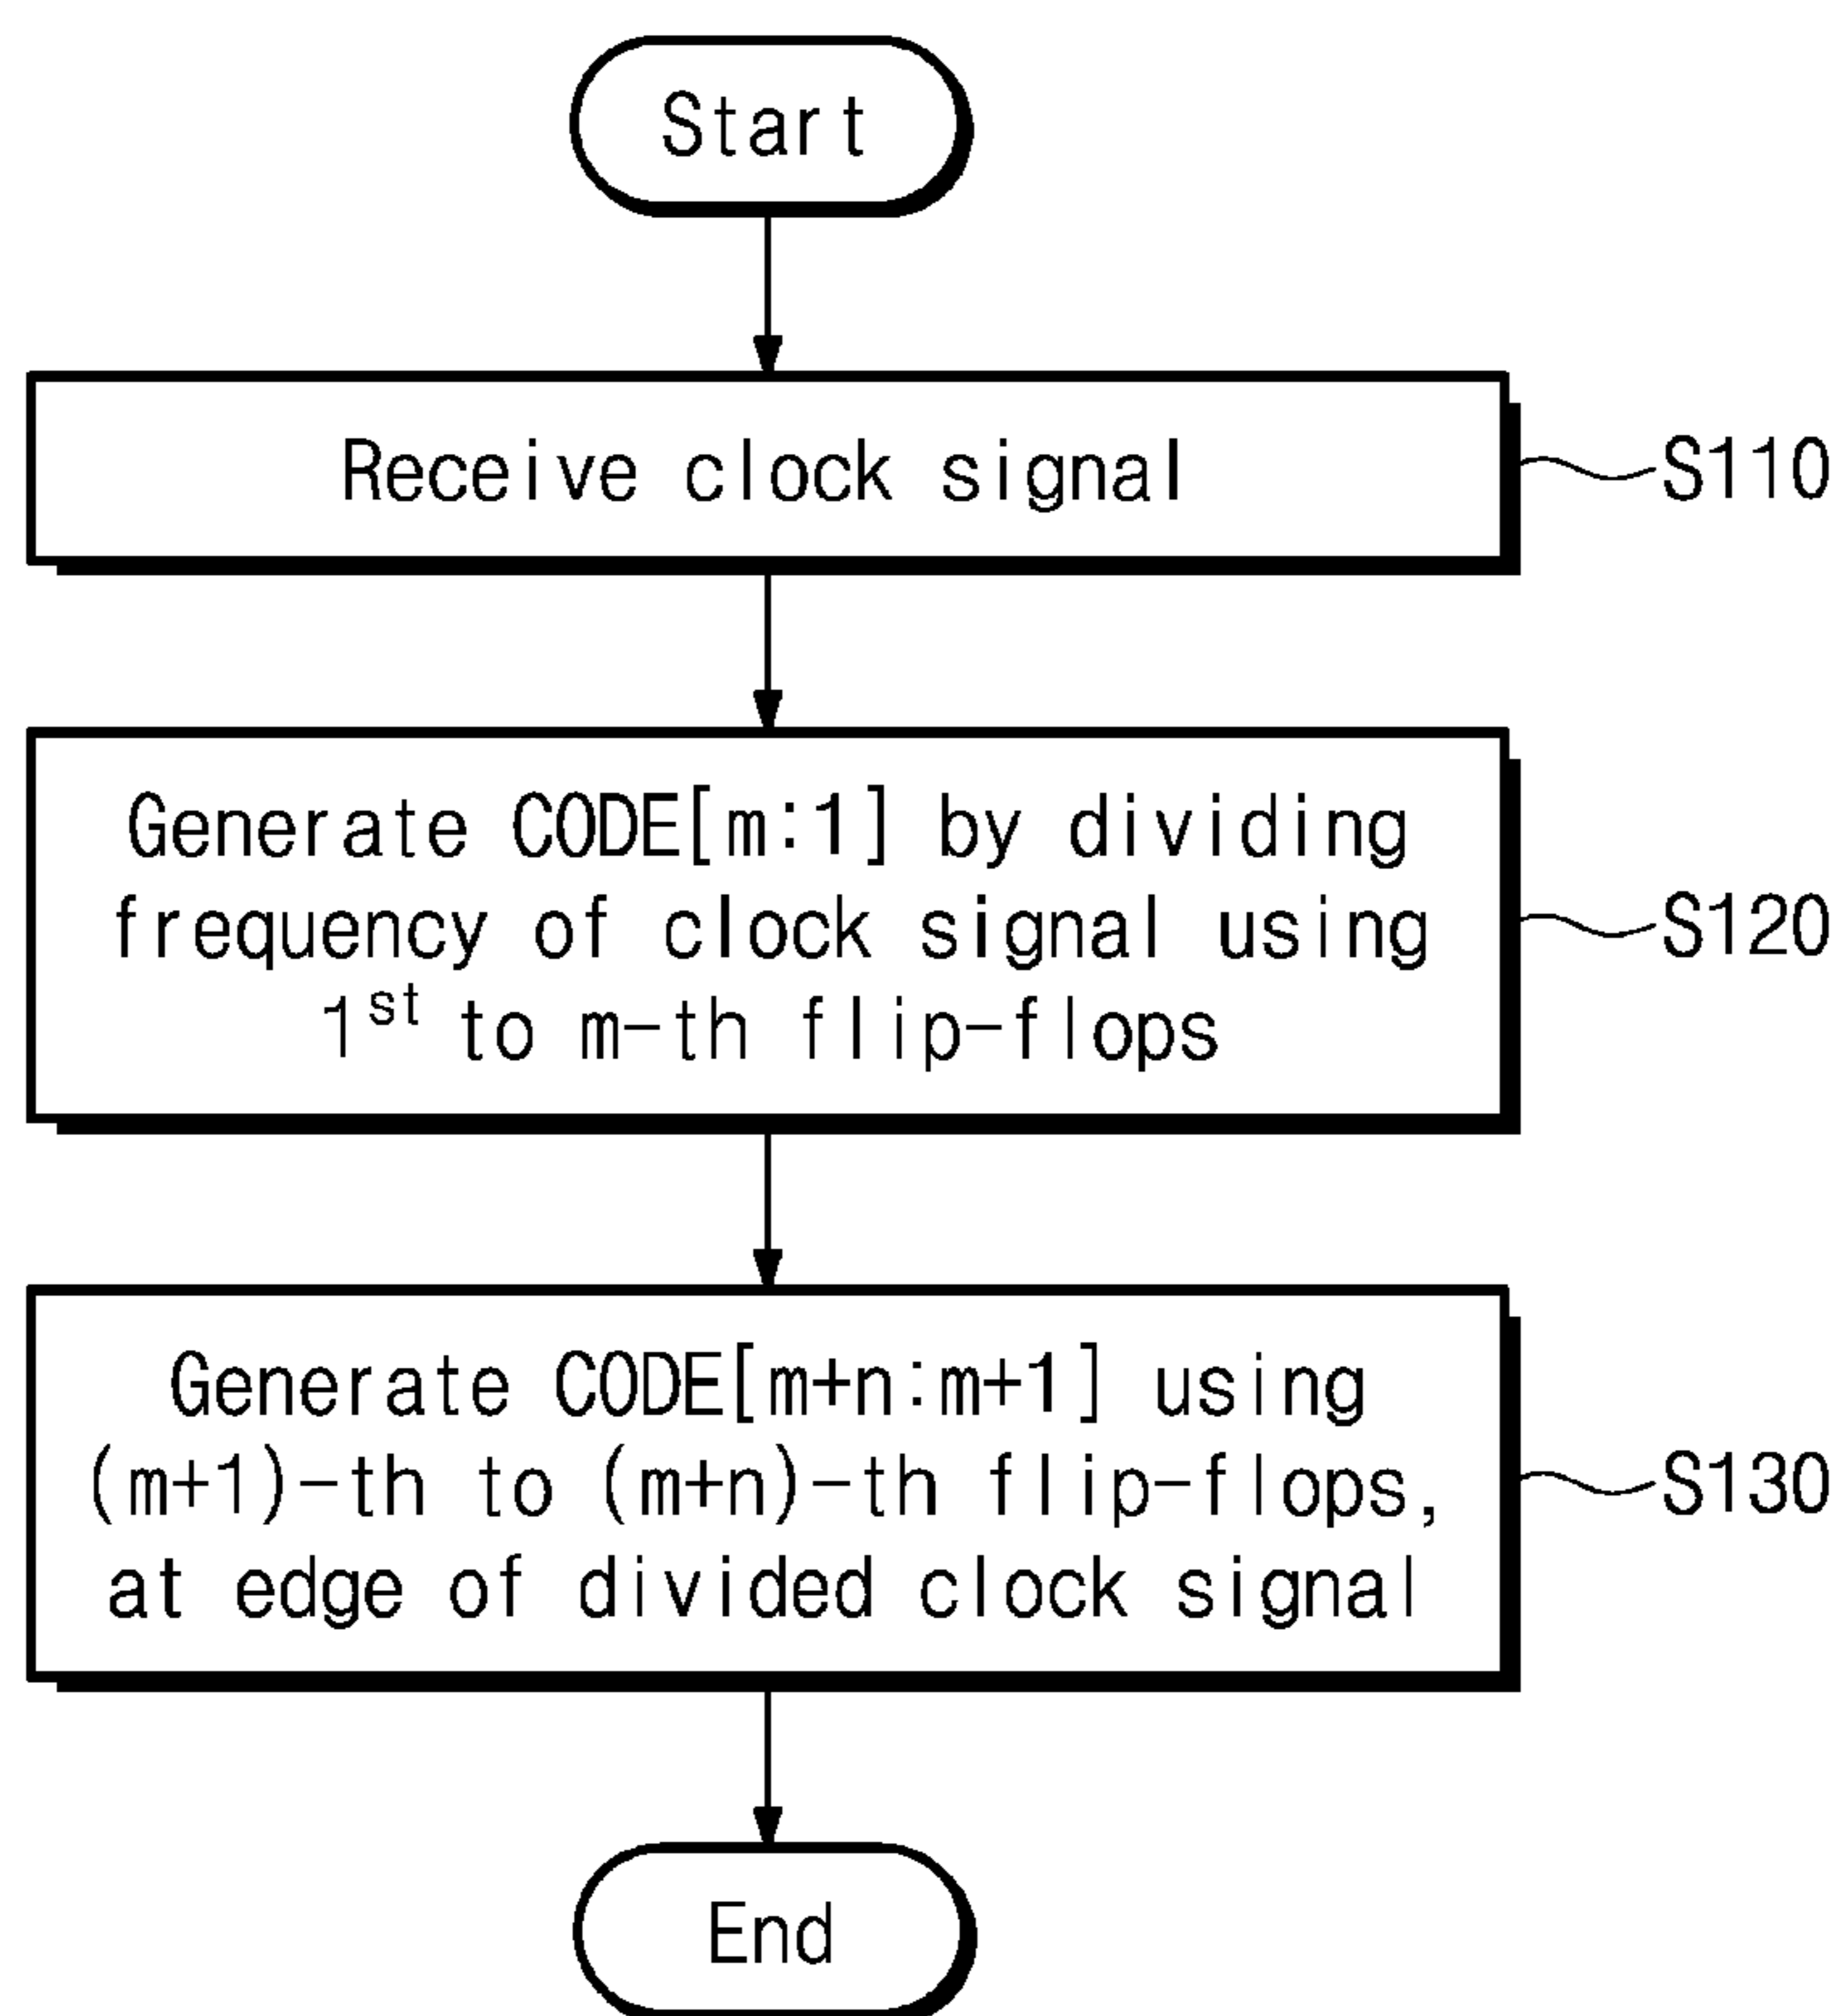 Start
Receive clock signal
S110
Generate CODE[m:1] by dividing
frequency of clock signal using
1st to m-th flip-flops
S120
Generate CODE[m+n:m+1] using
(m+1)-th to (m+n)-th flip-flops,
at edge of divided clock signal
S130
End